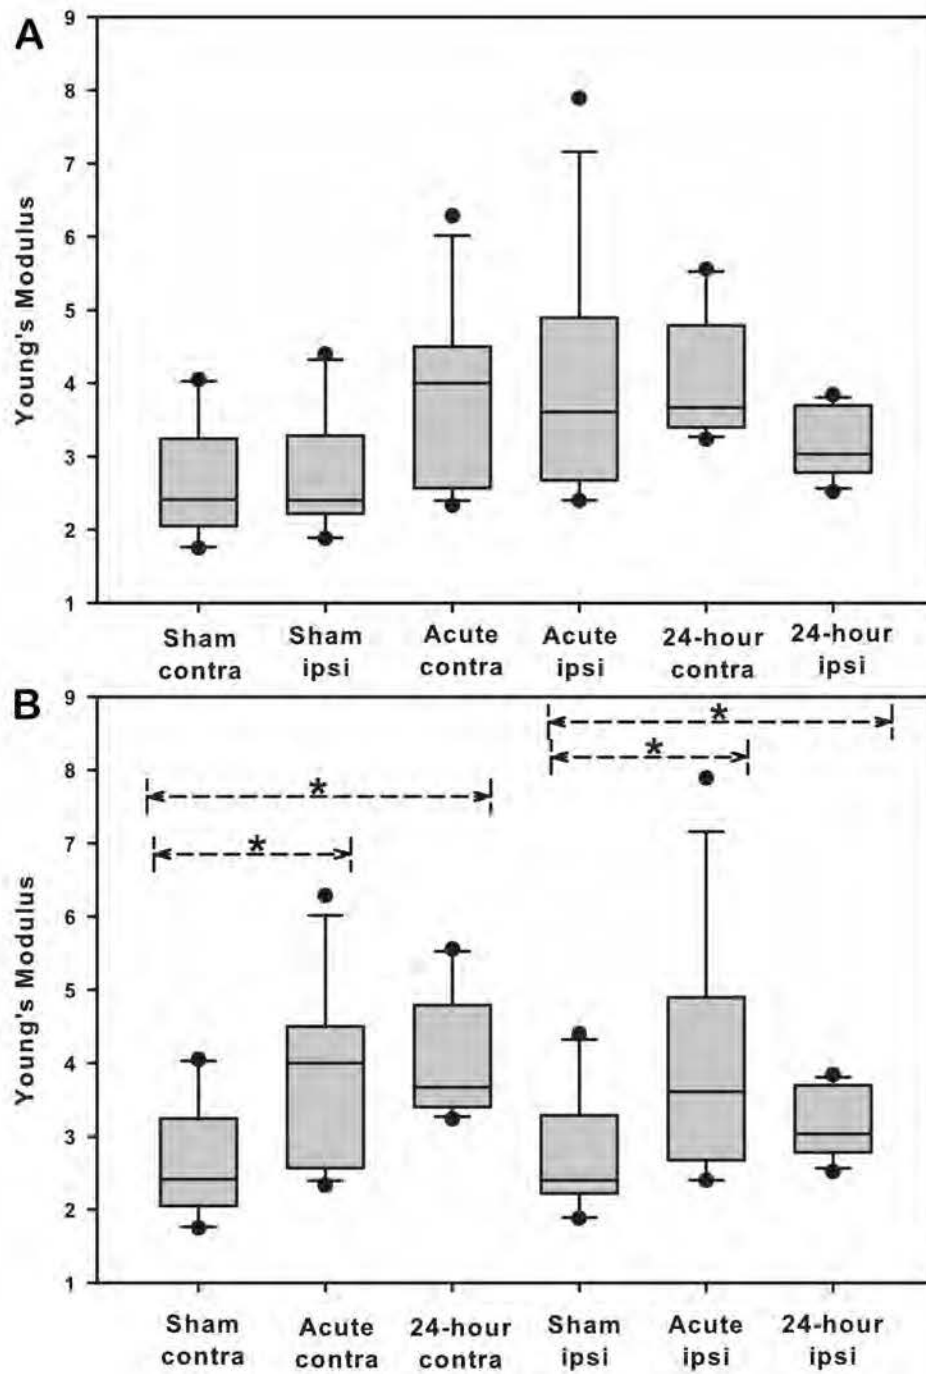 A
9
8
7
6
5
4
3
2
1
Young's Modulus
Sham Sham Acute Acute 24-hour 24-hour
contra ipsi contra ipsi contra ipsi
B
9
8
7
6
5
4
3
2
1
Young's Modulus
*
*
*
*
Sham Acute 24-hour Sham Acute 24-hour
contra contra contra ipsi ipsi ipsi